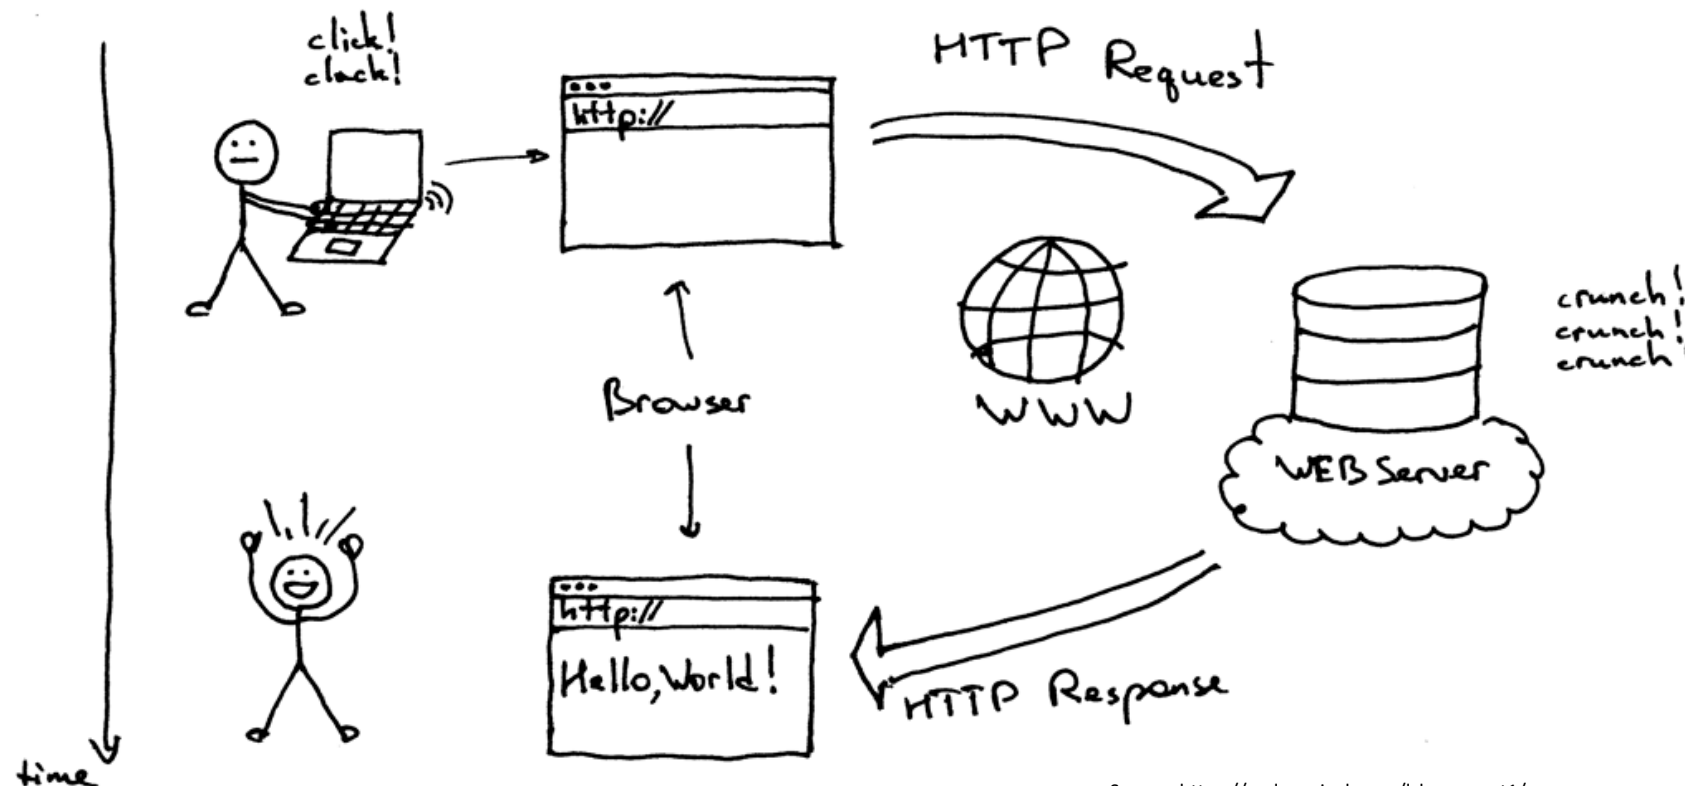 click!
clack!
HTTP Request
http://
crunch!
crunch!
crunch!
Browser
WWW
WEB Server
http://
Hello, World!
HTTP Response
time